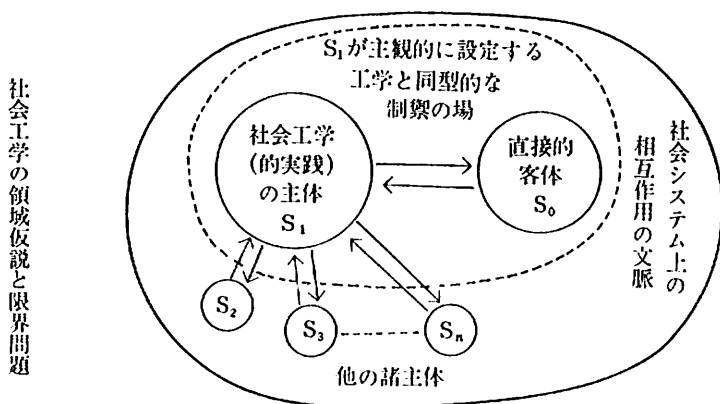 社会工学の領域仮説と限界問題
S₁が主観的に設定する
工学と同型的な
制禦の場
社会工学
(的実践)
の主体
S₁
直接的
客体
S₀
社会システム上の
相互作用の文脈
S₂
S₃
Sₙ
他の諸主体